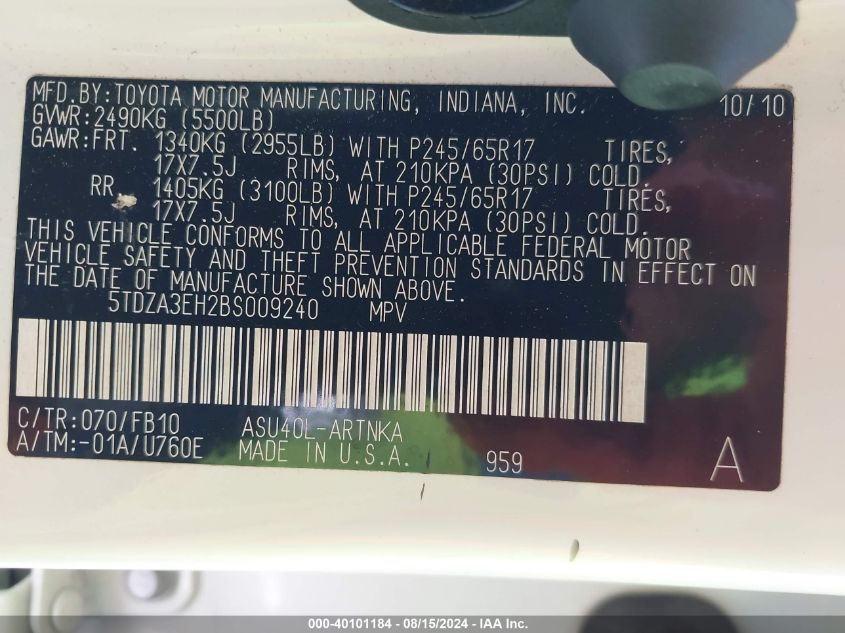 MFD.BY:TOYOTA MOTOR MANUFACTURING, INDIANA, INC. 10/10
GVWR:2490KG (5500LB)
GAWR:FRT. 1340KG (2955LB) WITH P245/65R17 TIRES,
17X7.5J RIMS, AT 210KPA (30PSI) COLD.
RR. 1405KG (3100LB) WITH P245/65R17 TIRES,
17X7.5J RIMS, AT 210KPA (30PSI) COLD.
THIS VEHICLE CONFORMS TO ALL APPLICABLE FEDERAL MOTOR
VEHICLE SAFETY AND THEFT PREVENTION STANDARDS IN EFFECT ON
THE DATE OF MANUFACTURE SHOWN ABOVE.
5TDZA3EH2BS009240 MPV
C/TR:070/FB10 ASU40L-ARTNKA
A/TM:-01A/U760E MADE IN U.S.A. 959 A
000-40101184 - 08/15/2024 - IAA Inc.